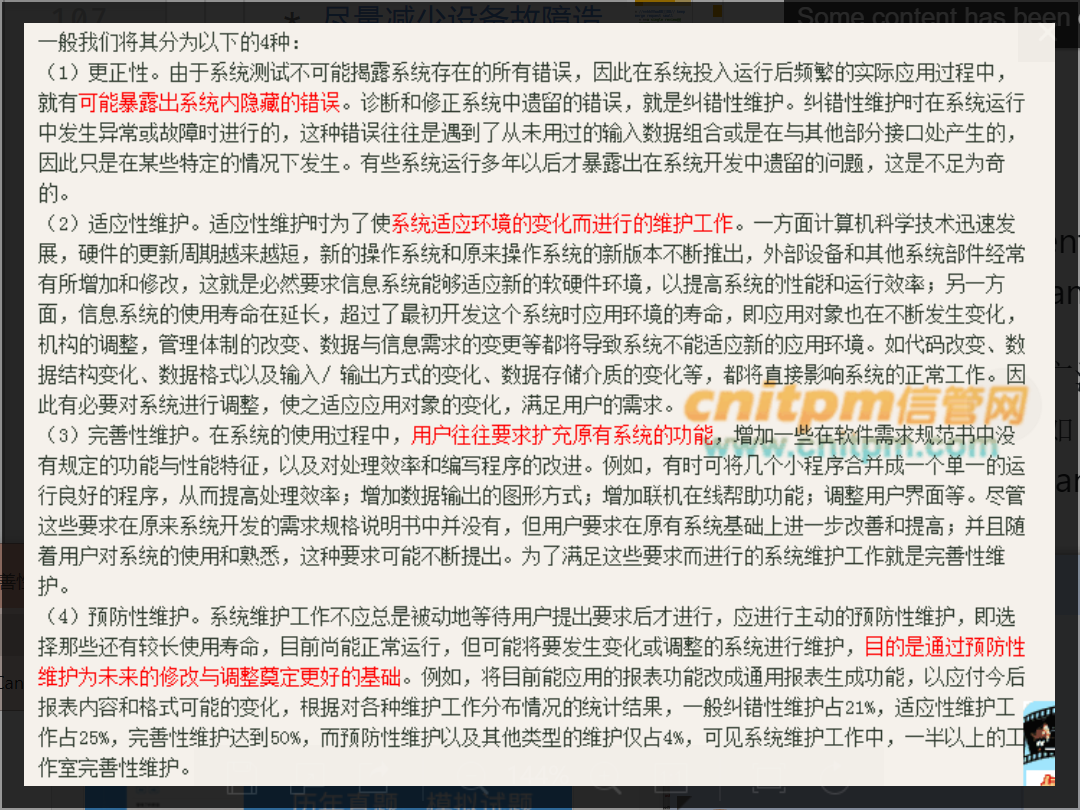 107
* 尽量减少设备故障造
Some content has been
一般我们将其分为以下的4种：
（1）更正性。由于系统测试不可能揭露系统存在的所有错误，因此在系统投入运行后频繁的实际应用过程中，
就有可能暴露出系统内隐藏的错误。诊断和修正系统中遗留的错误，就是纠错性维护。纠错性维护时在系统运行
中发生异常或故障时进行的，这种错误往往是遇到了从未用过的输入数据组合或是在与其他部分接口处产生的，
因此只是在某些特定的情况下发生。有些系统运行多年以后才暴露出在系统开发中遗留的问题，这是不足为奇
的。
（2）适应性维护。适应性维护时为了使系统适应环境的变化而进行的维护工作。一方面计算机科学技术迅速发
展，硬件的更新周期越来越短，新的操作系统和原来操作系统的新版本不断推出，外部设备和其他系统部件经常
有所增加和修改，这就是必然要求信息系统能够适应新的软硬件环境，以提高系统的性能和运行效率；另一方
面，信息系统的使用寿命在延长，超过了最初开发这个系统时应用环境的寿命，即应用对象也在不断发生变化，
机构的调整，管理体制的改变、数据与信息需求的变更等都将导致系统不能适应新的应用环境。如代码改变、数
据结构变化、数据格式以及输入/ 输出方式的变化、数据存储介质的变化等，都将直接影响系统的正常工作。因
此有必要对系统进行调整，使之适应应用对象的变化，满足用户的需求。
cnitpm信管网
www.cnitpm.com
（3）完善性维护。在系统的使用过程中，用户往往要求扩充原有系统的功能，增加一些在软件需求规范书中没
有规定的功能与性能特征，以及对处理效率和编写程序的改进。例如，有时可将几个小程序合并成一个单一的运
行良好的程序，从而提高处理效率；增加数据输出的图形方式；增加联机在线帮助功能；调整用户界面等。尽管
这些要求在原来系统开发的需求规格说明书中并没有，但用户要求在原有系统基础上进一步改善和提高；并且随
着用户对系统的使用和熟悉，这种要求可能不断提出。为了满足这些要求而进行的系统维护工作就是完善性维
护。
（4）预防性维护。系统维护工作不应总是被动地等待用户提出要求后才进行，应进行主动的预防性维护，即选
择那些还有较长使用寿命，目前尚能正常运行，但可能将要发生变化或调整的系统进行维护，目的是通过预防性
维护为未来的修改与调整奠定更好的基础。例如，将目前能应用的报表功能改成通用报表生成功能，以应付今后
报表内容和格式可能的变化，根据对各种维护工作分布情况的统计结果，一般纠错性维护占21%，适应性维护工
作占25%，完善性维护达到50%，而预防性维护以及其他类型的维护仅占4%，可见系统维护工作中，一半以上的工
作室完善性维护。
历年真题 模拟试题